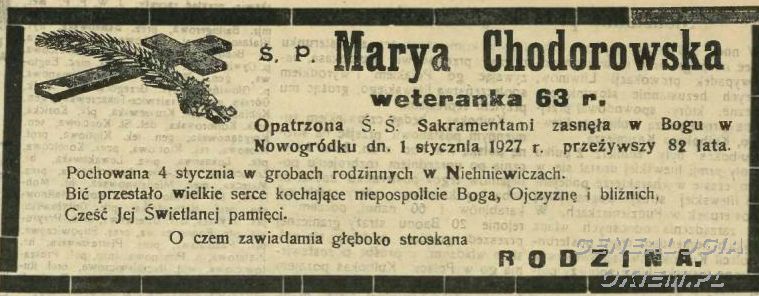 Ś. P. Marya Chodorowska
weteranka 63 r.
Opatrzona Ś. Ś. Sakramentami zasnęła w Bogu w
Nowogródku dn. 1 stycznia 1927 r. przeżywszy 82 lata.
Pochowana 4 stycznia w grobach rodzinnych w Niehniewiczach.
Bić przestało wielkie serce kochające niepospolicie Boga, Ojczyznę i bliźnich,
Cześć Jej Świetlanej pamięci.
O czem zawiadamia głęboko stroskana
RODZINA.
GENEALOGIA
OKIEM.PL